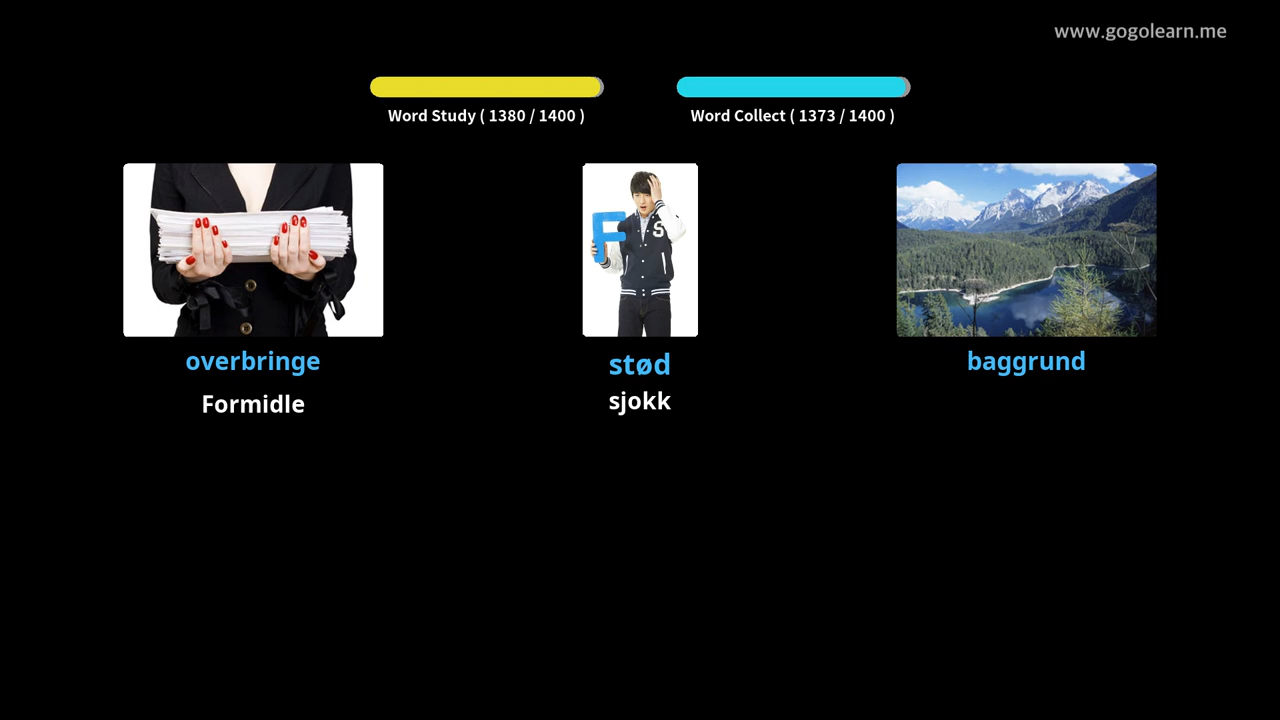 www.gogolearn.me
Word Study ( 1380 / 1400 )
Word Collect ( 1373 / 1400 )
F
S
overbringe
stød
baggrund
Formidle
sjokk